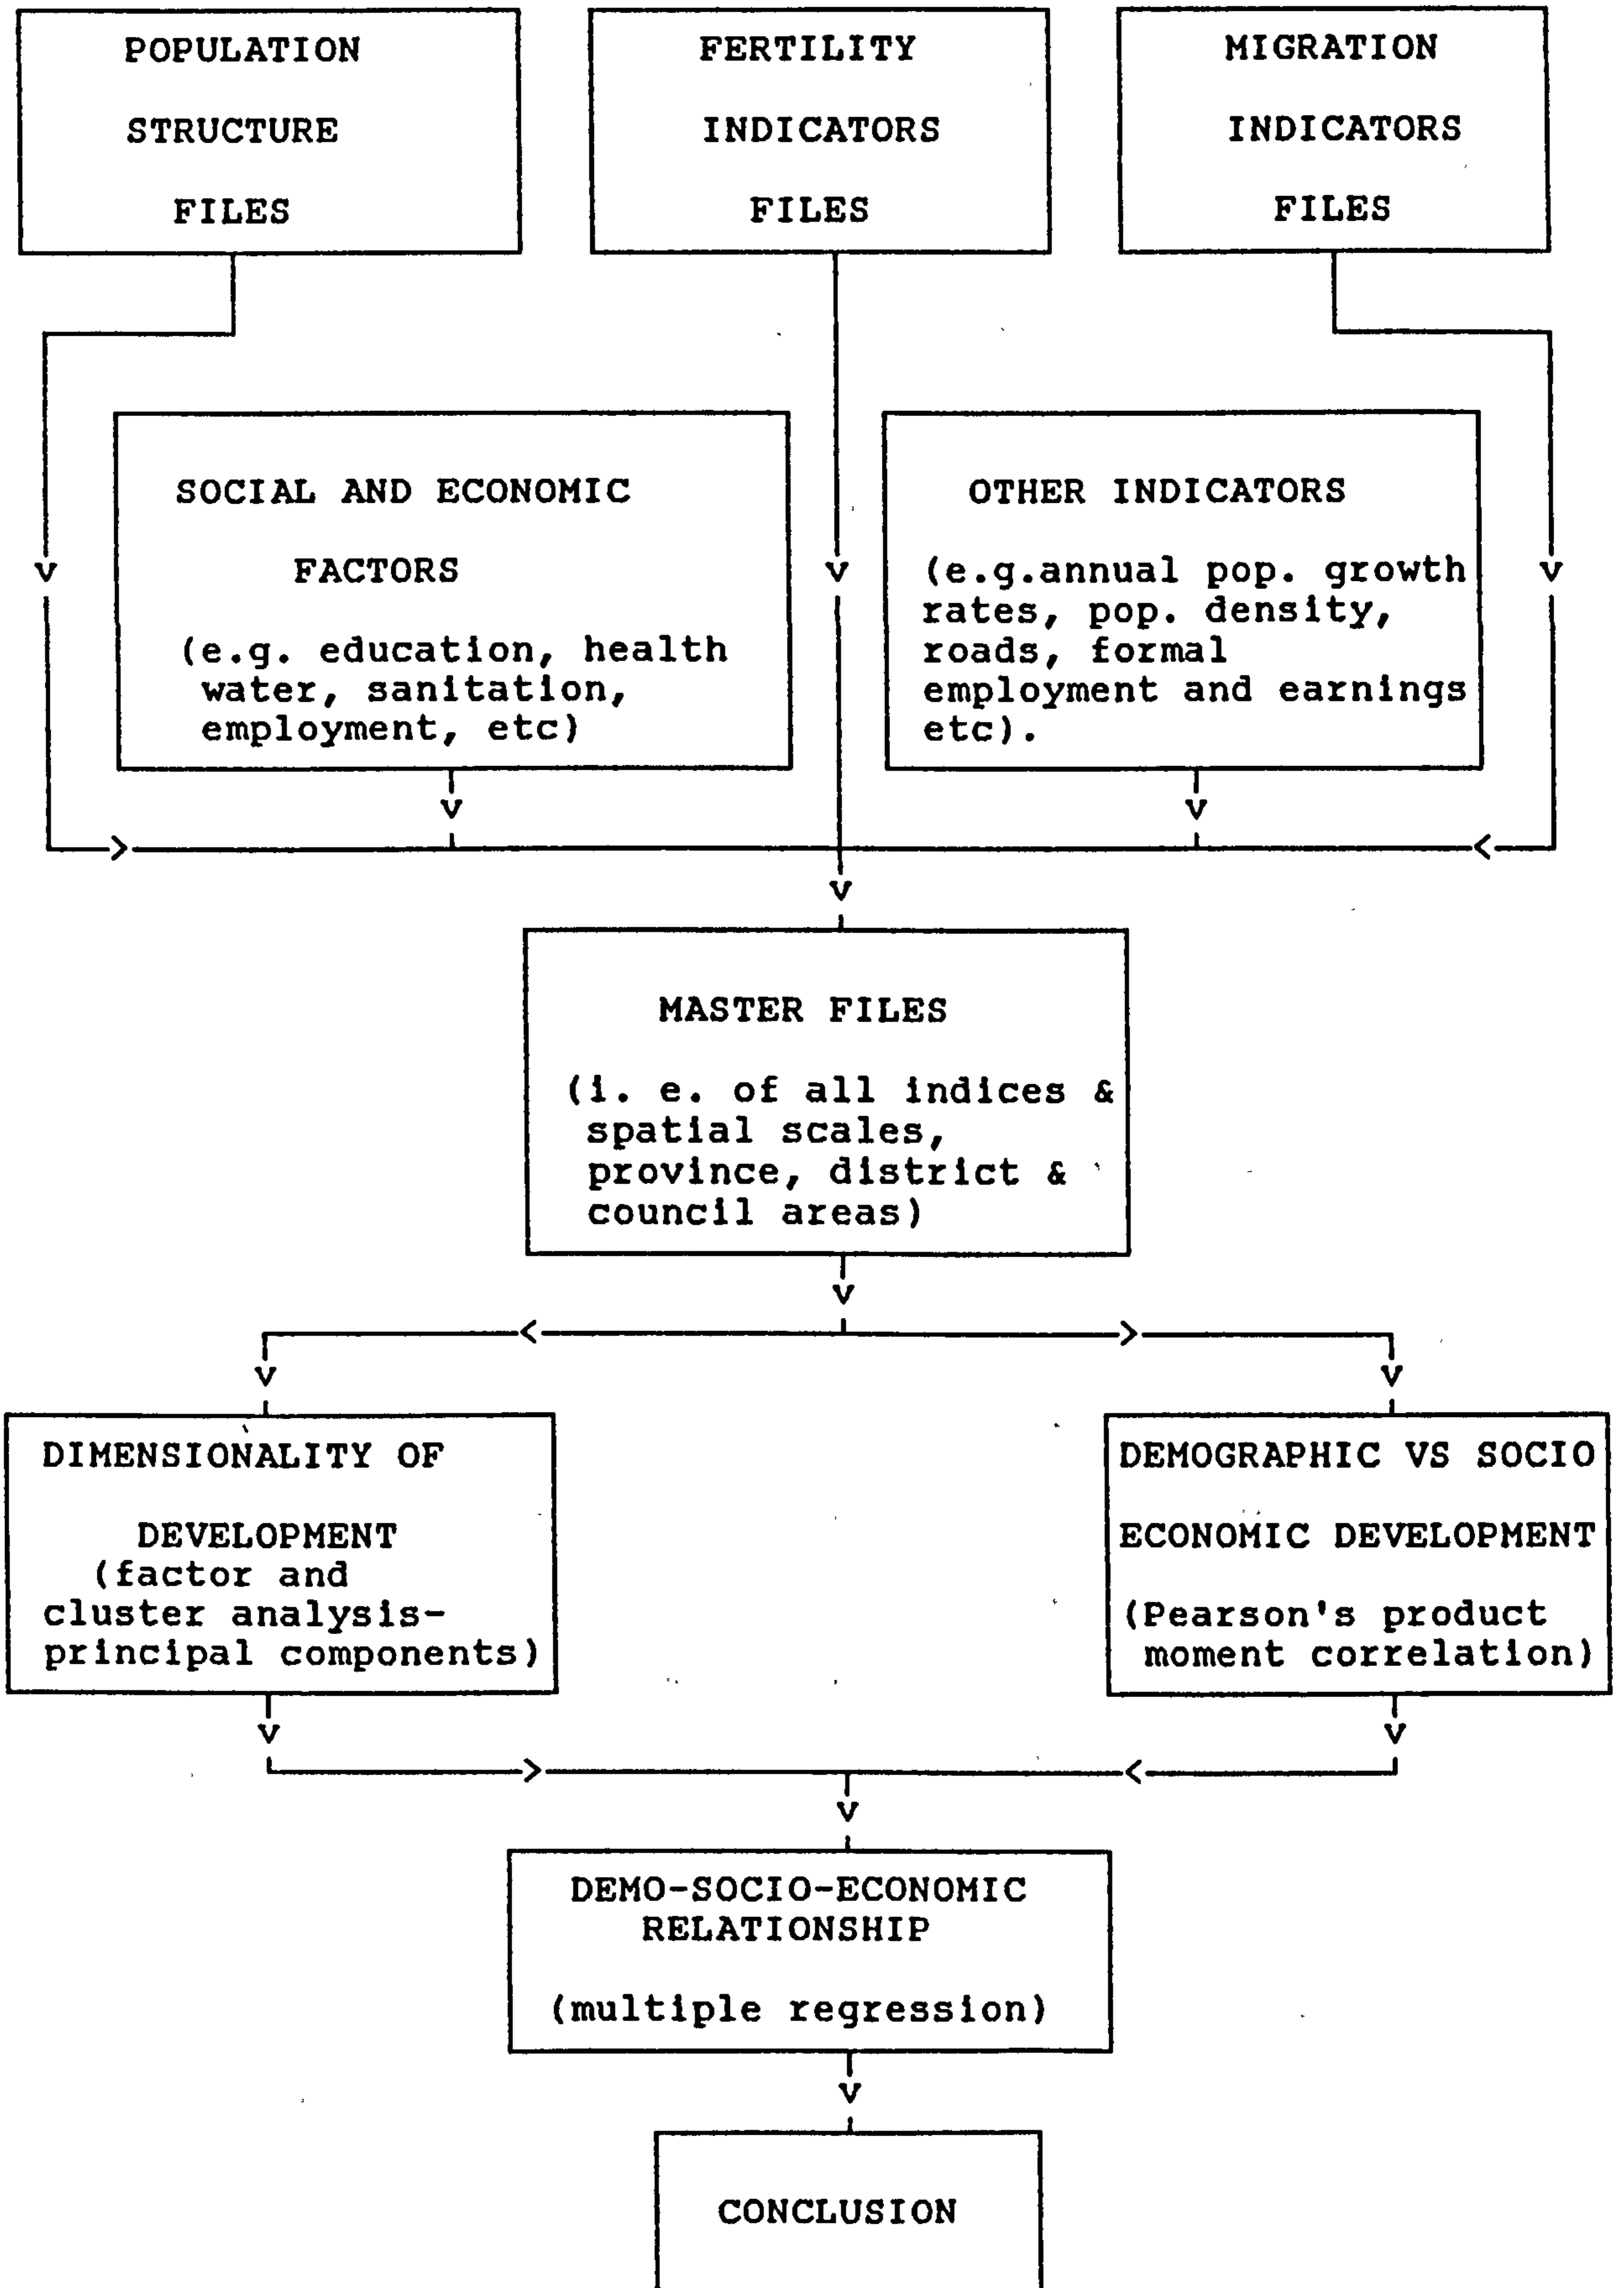 POPULATION
STRUCTURE
FILES
FERTILITY
INDICATORS
FILES
MIGRATION
INDICATORS
FILES
SOCIAL AND ECONOMIC
FACTORS
(e.g. education, health
water, sanitation,
employment, etc)
OTHER INDICATORS
(e.g.annual pop. growth
rates, pop. density,
roads, formal
employment and earnings
etc).
MASTER FILES
(i. e. of all indices &
spatial scales,
province, district &
council areas)
DIMENSIONALITY OF
DEVELOPMENT
(factor and
cluster analysis-
principal components)
DEMOGRAPHIC VS SOCIO
ECONOMIC DEVELOPMENT
(Pearson's product
moment correlation)
DEMO-SOCIO-ECONOMIC
RELATIONSHIP
(multiple regression)
CONCLUSION